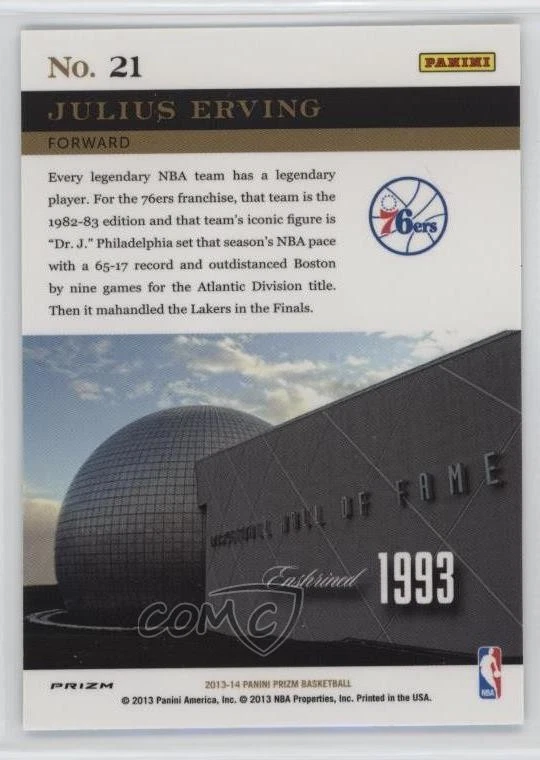 No. 21
PANINI
JULIUS ERVING
FORWARD
Every legendary NBA team has a legendary
player. For the 76ers franchise, that team is the
1982-83 edition and that team's iconic figure is
"Dr. J." Philadelphia set that season's NBA pace
with a 65-17 record and outdistanced Boston
by nine games for the Atlantic Division title.
Then it mahandled the Lakers in the Finals.
76ers
BASKETBALL HALL OF FAME
Enshrined 1993
COMC
PRIZM
2013-14 PANINI PRIZM BASKETBALL
NBA
© 2013 Panini America, Inc. © 2013 NBA Properties, Inc. Printed in the USA.